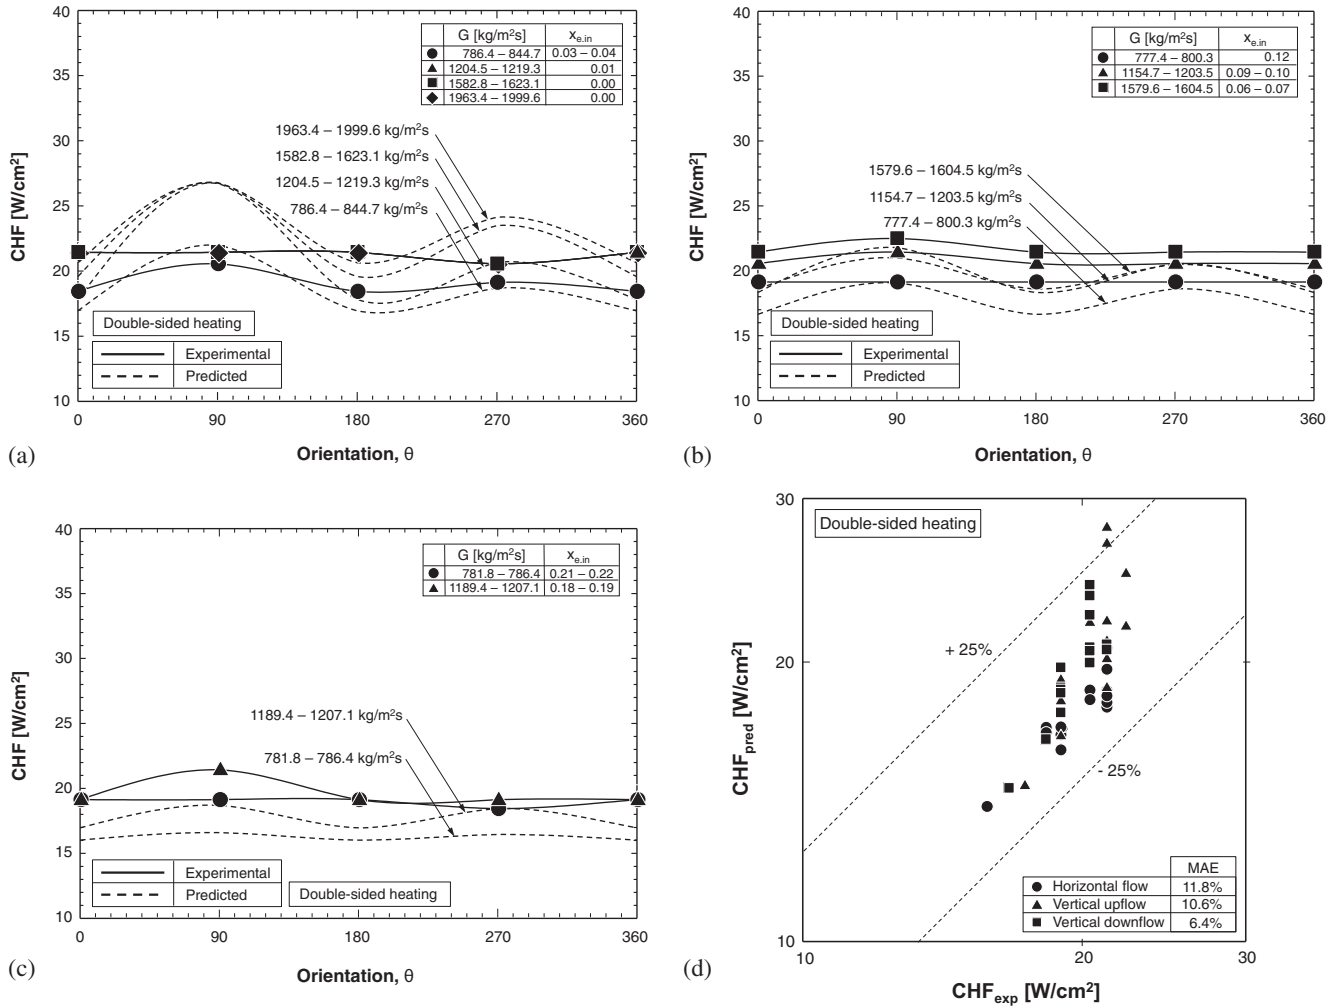 40
35
30
25
20
15
10
CHF [W/cm²]
G [kg/m²s] x_e.in
786.4 – 844.7 0.03 – 0.04
1204.5 – 1219.3 0.01
1582.8 – 1623.1 0.00
1963.4 – 1999.6 0.00
1963.4 – 1999.6 kg/m²s
1582.8 – 1623.1 kg/m²s
1204.5 – 1219.3 kg/m²s
786.4 – 844.7 kg/m²s
Double-sided heating
Experimental
Predicted
0 90 180 270 360
(a)
Orientation, θ
40
35
30
25
20
15
10
CHF [W/cm²]
G [kg/m²s] x_e.in
777.4 – 800.3 0.12
1154.7 – 1203.5 0.09 – 0.10
1579.6 – 1604.5 0.06 – 0.07
1579.6 – 1604.5 kg/m²s
1154.7 – 1203.5 kg/m²s
777.4 – 800.3 kg/m²s
Double-sided heating
Experimental
Predicted
0 90 180 270 360
(b)
Orientation, θ
40
35
30
25
20
15
10
CHF [W/cm²]
G [kg/m²s] x_e.in
781.8 – 786.4 0.21 – 0.22
1189.4 – 1207.1 0.18 – 0.19
1189.4 – 1207.1 kg/m²s
781.8 – 786.4 kg/m²s
Experimental
Predicted
Double-sided heating
0 90 180 270 360
(c)
Orientation, θ
30
20
10
CHF_pred [W/cm²]
Double-sided heating
+ 25%
- 25%
MAE
Horizontal flow 11.8%
Vertical upflow 10.6%
Vertical downflow 6.4%
10 20 30
(d)
CHF_exp [W/cm²]